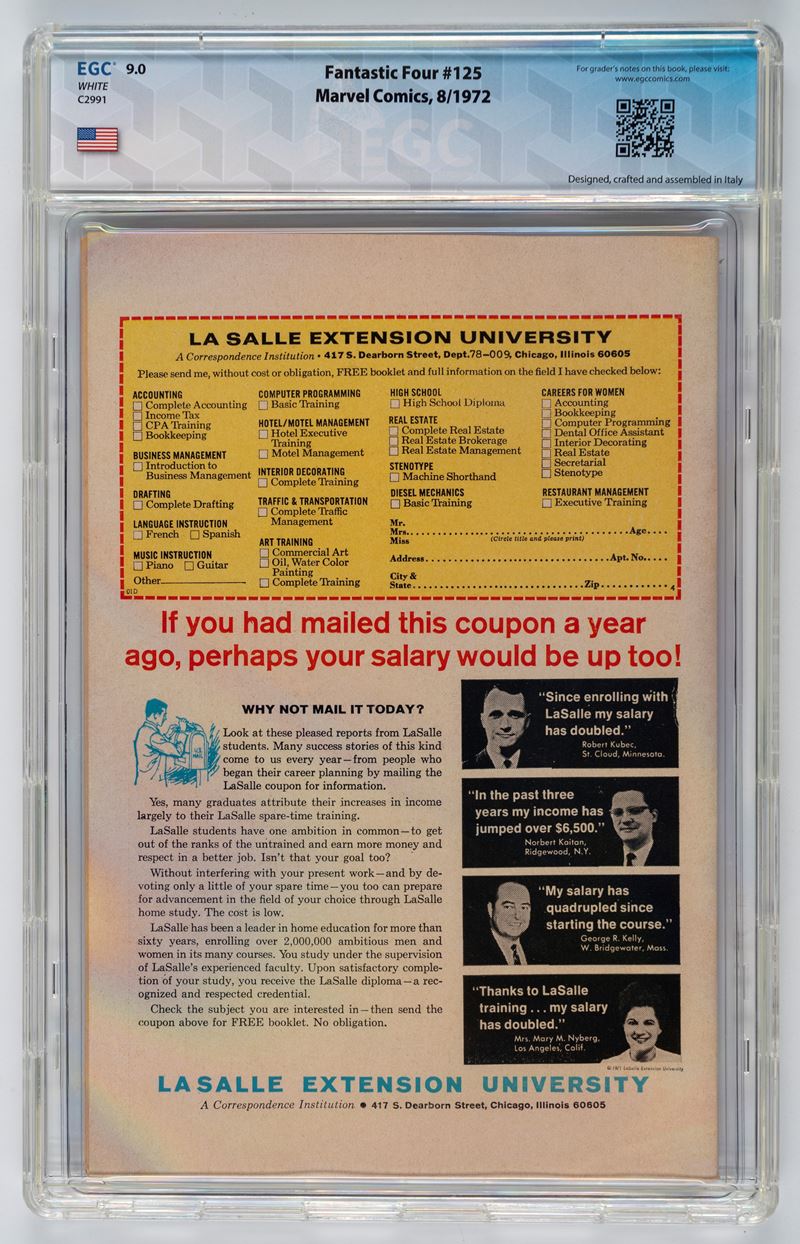 EGC® 9.0
WHITE
C2991
Fantastic Four #125
Marvel Comics, 8/1972
For grader's notes on this book, please visit:
www.egccomics.com
EGC
Designed, crafted and assembled in Italy
LA SALLE EXTENSION UNIVERSITY
A Correspondence Institution • 417 S. Dearborn Street, Dept.78-009, Chicago, Illinois 60605
Please send me, without cost or obligation, FREE booklet and full information on the field I have checked below:
ACCOUNTING
Complete Accounting
Income Tax
CPA Training
Bookkeeping
BUSINESS MANAGEMENT
Introduction to
Business Management
DRAFTING
Complete Drafting
LANGUAGE INSTRUCTION
French Spanish
MUSIC INSTRUCTION
Piano Guitar
Other
01D
COMPUTER PROGRAMMING
Basic Training
HOTEL/MOTEL MANAGEMENT
Hotel Executive
Training
Motel Management
INTERIOR DECORATING
Complete Training
TRAFFIC & TRANSPORTATION
Complete Traffic
Management
ART TRAINING
Commercial Art
Oil, Water Color
Painting
Complete Training
HIGH SCHOOL
High School Diploma
REAL ESTATE
Complete Real Estate
Real Estate Brokerage
Real Estate Management
STENOTYPE
Machine Shorthand
DIESEL MECHANICS
Basic Training
CAREERS FOR WOMEN
Accounting
Bookkeeping
Computer Programming
Dental Office Assistant
Interior Decorating
Real Estate
Secretarial
Stenotype
RESTAURANT MANAGEMENT
Executive Training
Mr.
Mrs. Age
Miss (Circle title and please print)
Address Apt. No.
City &
State Zip 4
If you had mailed this coupon a year
ago, perhaps your salary would be up too!
WHY NOT MAIL IT TODAY?
U.S.
MAIL
Look at these pleased reports from LaSalle
students. Many success stories of this kind
come to us every year—from people who
began their career planning by mailing the
LaSalle coupon for information.
Yes, many graduates attribute their increases in income
largely to their LaSalle spare-time training.
LaSalle students have one ambition in common—to get
out of the ranks of the untrained and earn more money and
respect in a better job. Isn't that your goal too?
Without interfering with your present work—and by de-
voting only a little of your spare time—you too can prepare
for advancement in the field of your choice through LaSalle
home study. The cost is low.
LaSalle has been a leader in home education for more than
sixty years, enrolling over 2,000,000 ambitious men and
women in its many courses. You study under the supervision
of LaSalle's experienced faculty. Upon satisfactory comple-
tion of your study, you receive the LaSalle diploma—a rec-
ognized and respected credential.
Check the subject you are interested in—then send the
coupon above for FREE booklet. No obligation.
"Since enrolling with
LaSalle my salary
has doubled."
Robert Kubec,
St. Cloud, Minnesota.
"In the past three
years my income has
jumped over $6,500."
Norbert Kaitan,
Ridgewood, N.Y.
"My salary has
quadrupled since
starting the course."
George R. Kelly,
W. Bridgewater, Mass.
"Thanks to LaSalle
training ... my salary
has doubled."
Mrs. Mary M. Nyberg,
Los Angeles, Calif.
© 1971 LaSalle Extension University
LA SALLE EXTENSION UNIVERSITY
A Correspondence Institution ● 417 S. Dearborn Street, Chicago, Illinois 60605